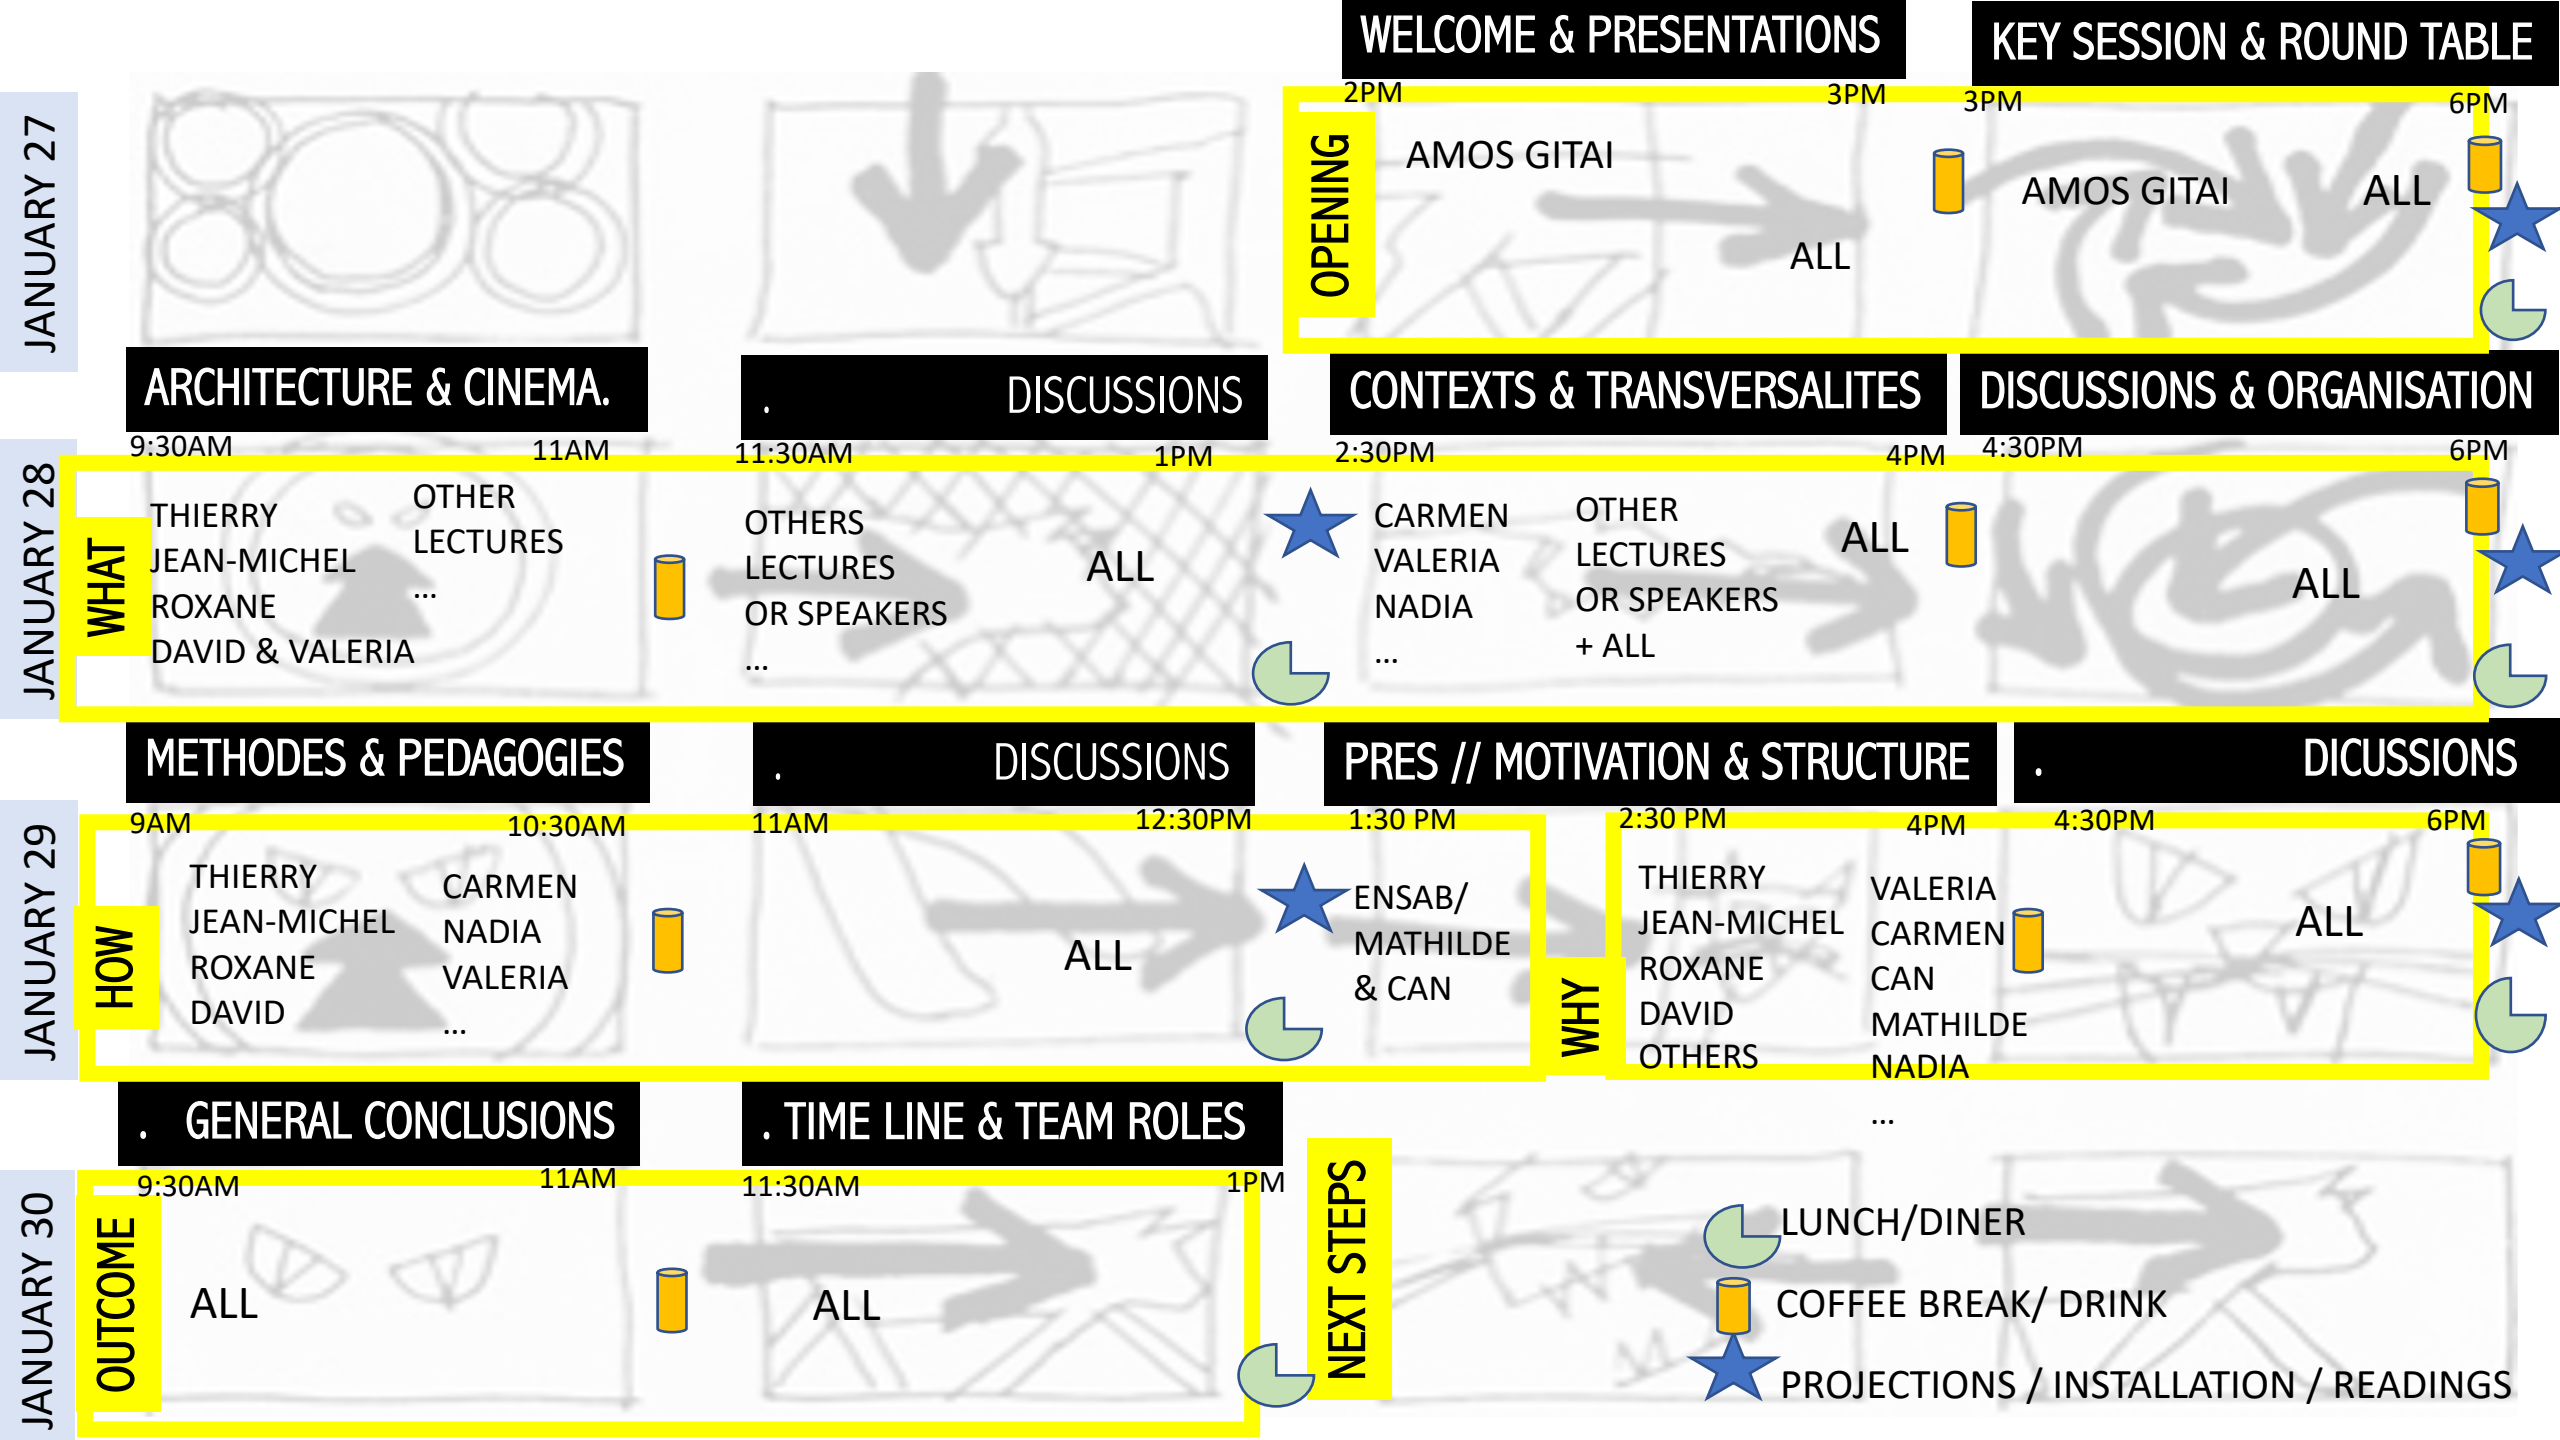 WELCOME & PRESENTATIONS
KEY SESSION & ROUND TABLE
JANUARY 27
2PM
3PM
3PM
6PM
OPENING
AMOS GITAI
ALL
AMOS GITAI
ALL
ARCHITECTURE & CINEMA.
. DISCUSSIONS
CONTEXTS & TRANSVERSALITES
DISCUSSIONS & ORGANISATION
JANUARY 28
9:30AM
11AM
11:30AM
1PM
2:30PM
4PM
4:30PM
6PM
WHAT
THIERRY
JEAN-MICHEL
ROXANE
DAVID & VALERIA
OTHER
LECTURES
...
OTHERS
LECTURES
OR SPEAKERS
...
ALL
CARMEN
VALERIA
NADIA
...
OTHER
LECTURES
OR SPEAKERS
+ ALL
ALL
ALL
METHODES & PEDAGOGIES
. DISCUSSIONS
PRES // MOTIVATION & STRUCTURE
. DICUSSIONS
JANUARY 29
9AM
10:30AM
11AM
12:30PM
1:30 PM
2:30 PM
4PM
4:30PM
6PM
HOW
THIERRY
JEAN-MICHEL
ROXANE
DAVID
CARMEN
NADIA
VALERIA
...
ALL
ENSAB/
MATHILDE
& CAN
WHY
THIERRY
JEAN-MICHEL
ROXANE
DAVID
OTHERS
VALERIA
CARMEN
CAN
MATHILDE
NADIA
...
ALL
. GENERAL CONCLUSIONS
. TIME LINE & TEAM ROLES
JANUARY 30
9:30AM
11AM
11:30AM
1PM
OUTCOME
ALL
ALL
NEXT STEPS
LUNCH/DINER
COFFEE BREAK/ DRINK
PROJECTIONS / INSTALLATION / READINGS